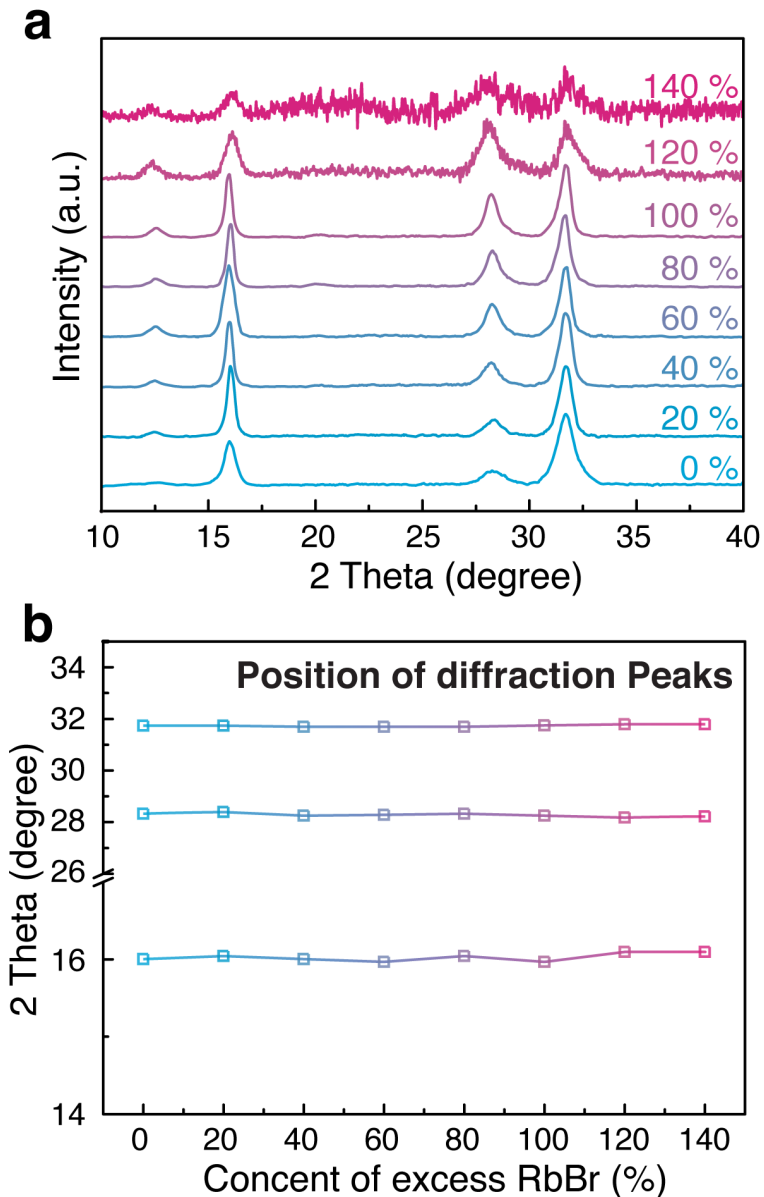 a
140 %
120 %
100 %
80 %
60 %
40 %
20 %
0 %
Intensity (a.u.)
10 15 20 25 30 35 40
2 Theta (degree)
b
Position of diffraction Peaks
34
32
30
28
26
16
14
2 Theta (degree)
0 20 40 60 80 100 120 140
Concent of excess RbBr (%)